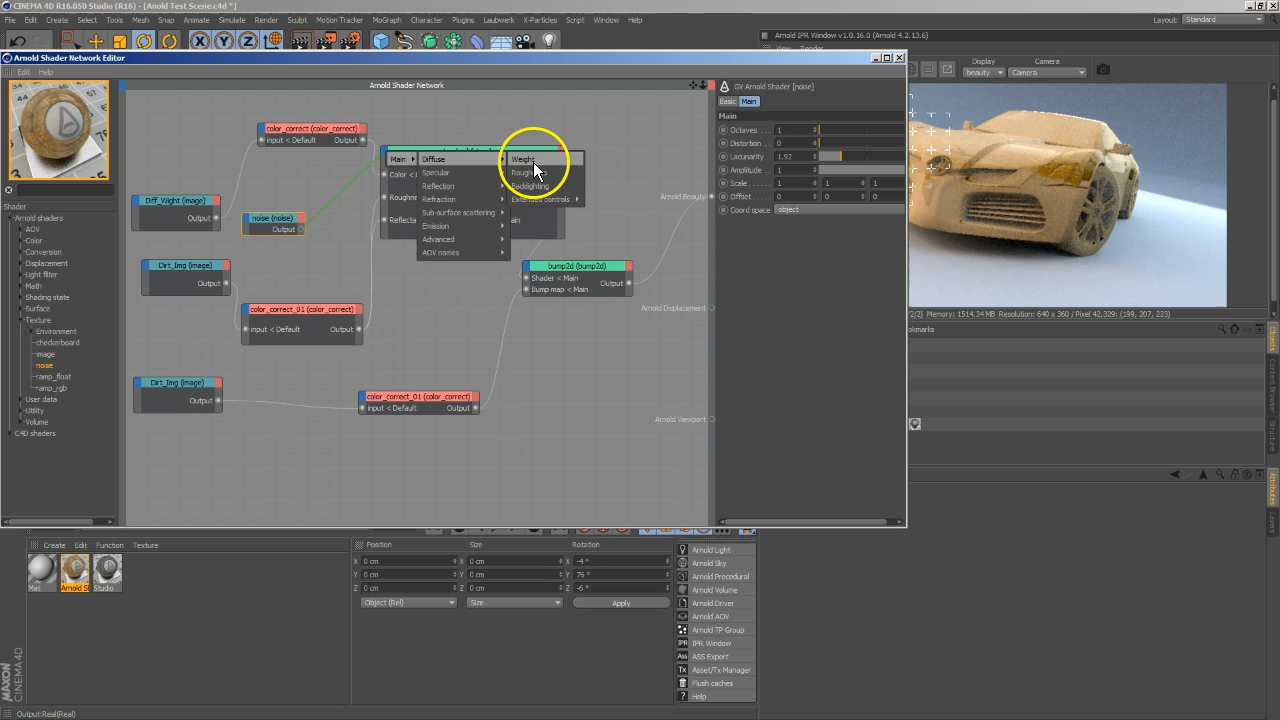 CINEMA 4D R16.050 Studio (R16) - [Anold Test Scene.c4d *]
File Edit Create Select Tools Mesh Snap Animate Simulate Render Sculpt Motion Tracker MoGraph Character Plugins Laubwerk X-Particles Script Window Help
Layout: Standard
Arnold IPR Window v1.0.16.0 (Arnold 4.2.13.6)
Arnold Shader Network Editor
Edit Help
Display Camera
beauty Camera
Arnold Shader Network
GV Arnold Shader [noise]
Basic Main
Main
Octaves . . . 1
Distortion . . 0
Lacunarity 1.92
Amplitude . 1
Scale . . . . . 1 1 1
Offset . . . . 0 0 0
Coord space object
color_correct (color_correct)
input < Default Output
Main Diffuse Weight
Color <
Specular
Reflection Backlighting
Refraction Extended controls
Sub-surface scattering
Emission
Advanced
AOV names
Diff_Wight (image)
Output
noise (noise)
Output
Arnold Beauty
Shader
Arnold shaders
AOV
Color
Conversion
Displacement
Light filter
Math
Shading state
Surface
Texture
Environment
checkerboard
image
noise
ramp_float
ramp_rgb
User data
Utility
Volume
C4D shaders
Dirt_Img (image)
Output
bump2d (bump2d)
Shader < Main Output
Bump map < Main
color_correct_01 (color_correct)
input < Default Output
Arnold Displacement
Dirt_Img (image)
Output
color_correct_01 (color_correct)
input < Default Output
Arnold Viewport
Memory: 1514.34 MB Resolution: 640 x 360 / Pixel 42,329: (199, 207, 223)
Objects
Content Browser
Structure
Attributes
Layers
Create Edit Function Texture
Mat Arnold S Studio
Position Size Rotation
X 0 cm X 0 cm X -4 °
Y 0 cm Y 0 cm Y 76 °
Z 0 cm Z 0 cm Z -6 °
Object (Rel) Size Apply
Arnold Light
Arnold Sky
Arnold Procedural
Arnold Volume
Arnold Driver
Arnold AOV
Arnold TP Group
IPR Window
ASS Export
Asset/Tx Manager
Flush caches
Help
MAXON CINEMA4D
Output:Real(Real)